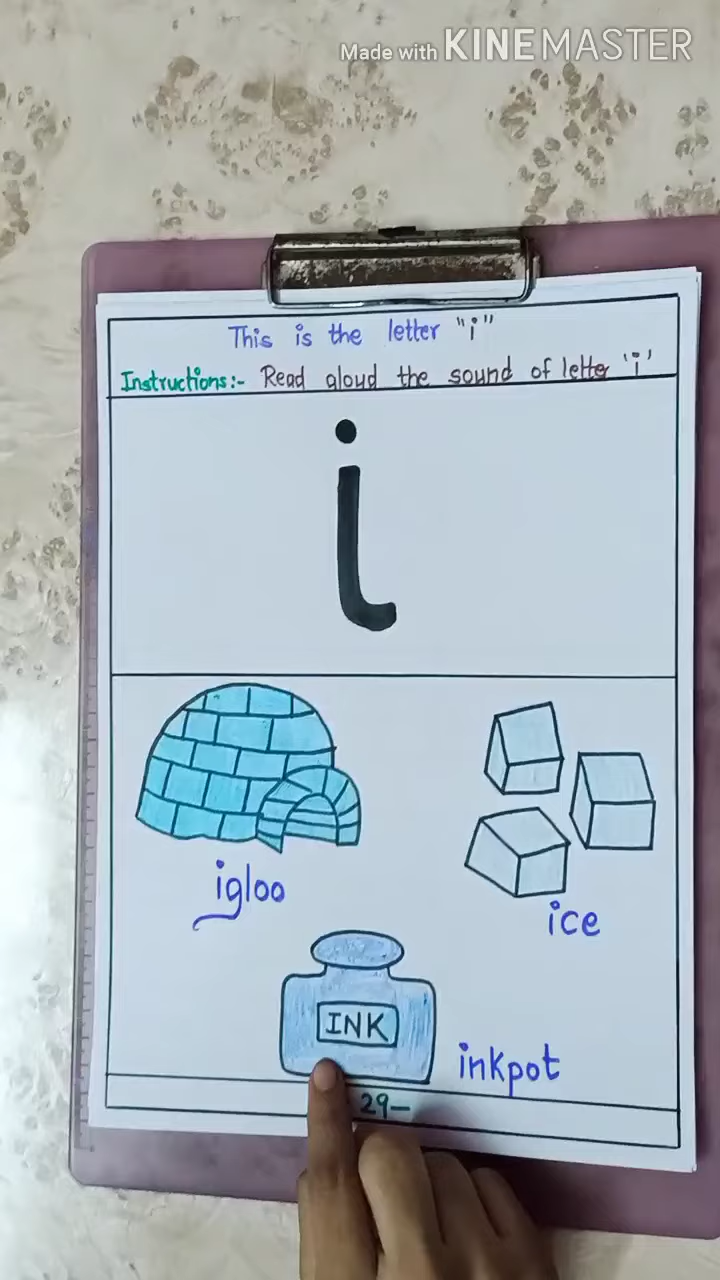 Made with KINEMASTER
This is the letter "i"
Instructions:- Read aloud the sound of letter 'i'
i
igloo
ice
INK
inkpot
29-